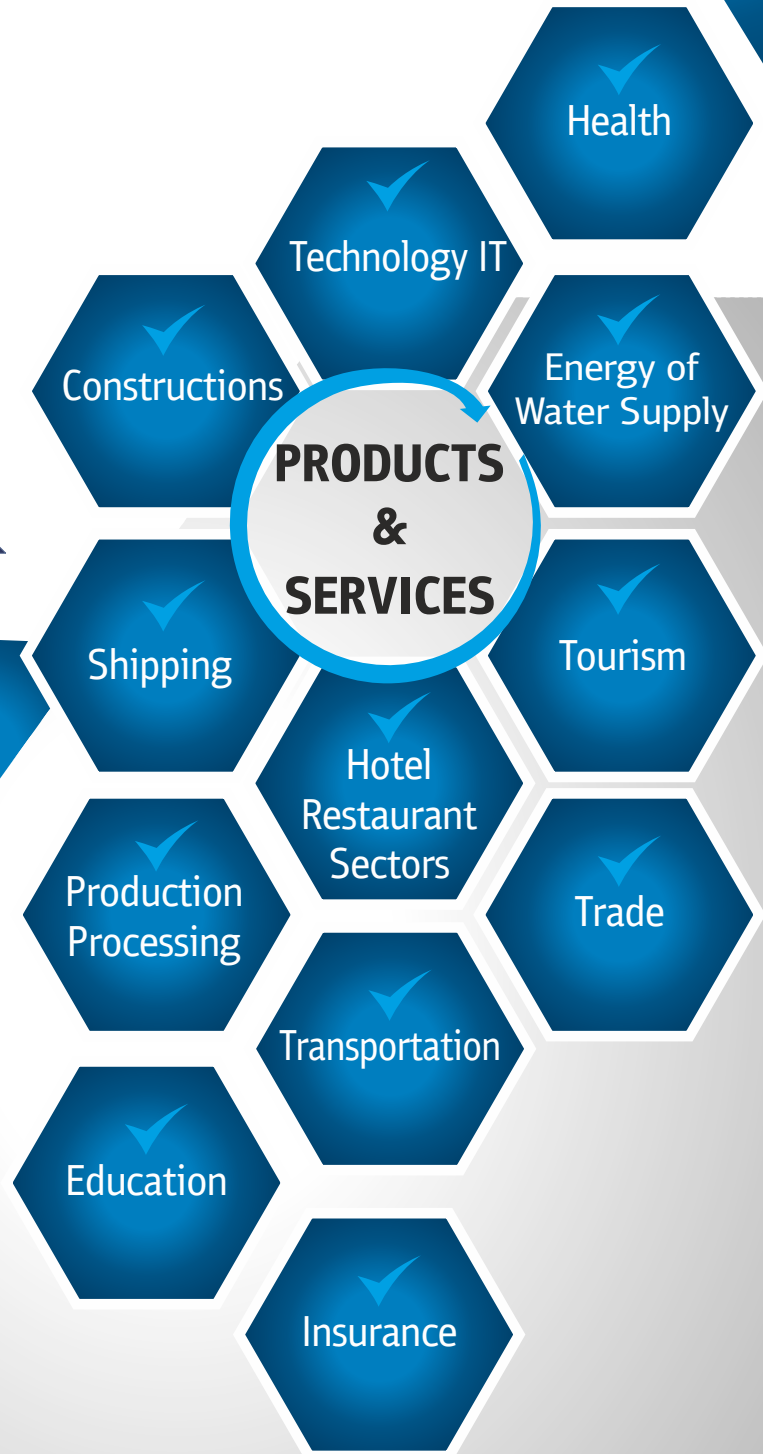 Health
Technology IT
Constructions
Energy of
Water Supply
PRODUCTS
&
SERVICES
Shipping
Tourism
Hotel
Restaurant
Sectors
Production
Processing
Trade
Transportation
Education
Insurance